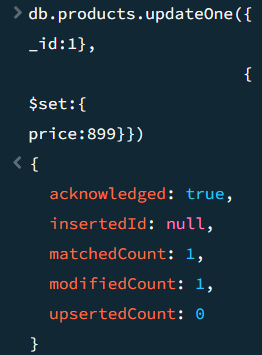 > db.products.updateOne({
_id:1},
{
$set:{
price:899}})
< {
acknowledged: true,
insertedId: null,
matchedCount: 1,
modifiedCount: 1,
upsertedCount: 0
}